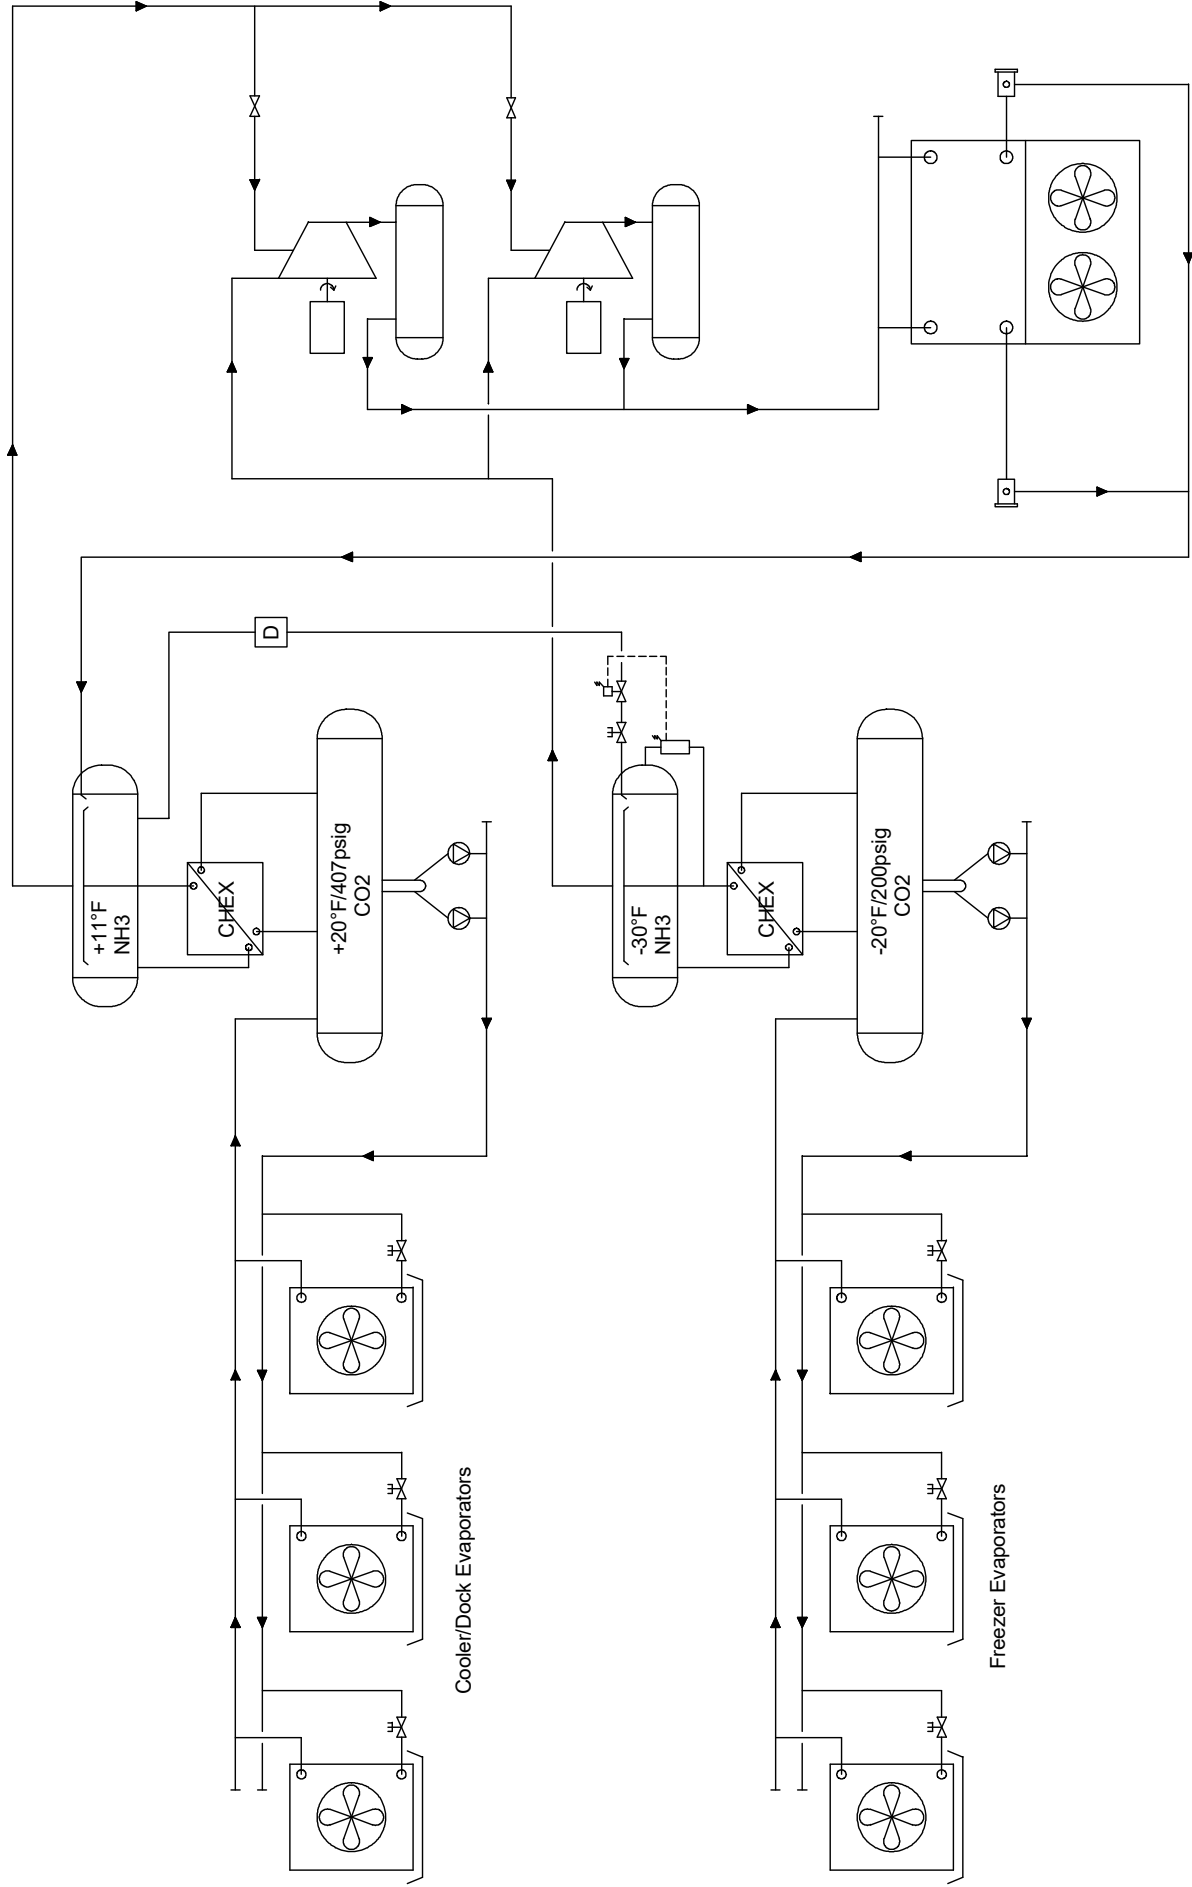 D
+11°F
NH3
CHEX
+20°F/407psig
CO2
-30°F
NH3
CHEX
-20°F/200psig
CO2
Cooler/Dock Evaporators
Freezer Evaporators